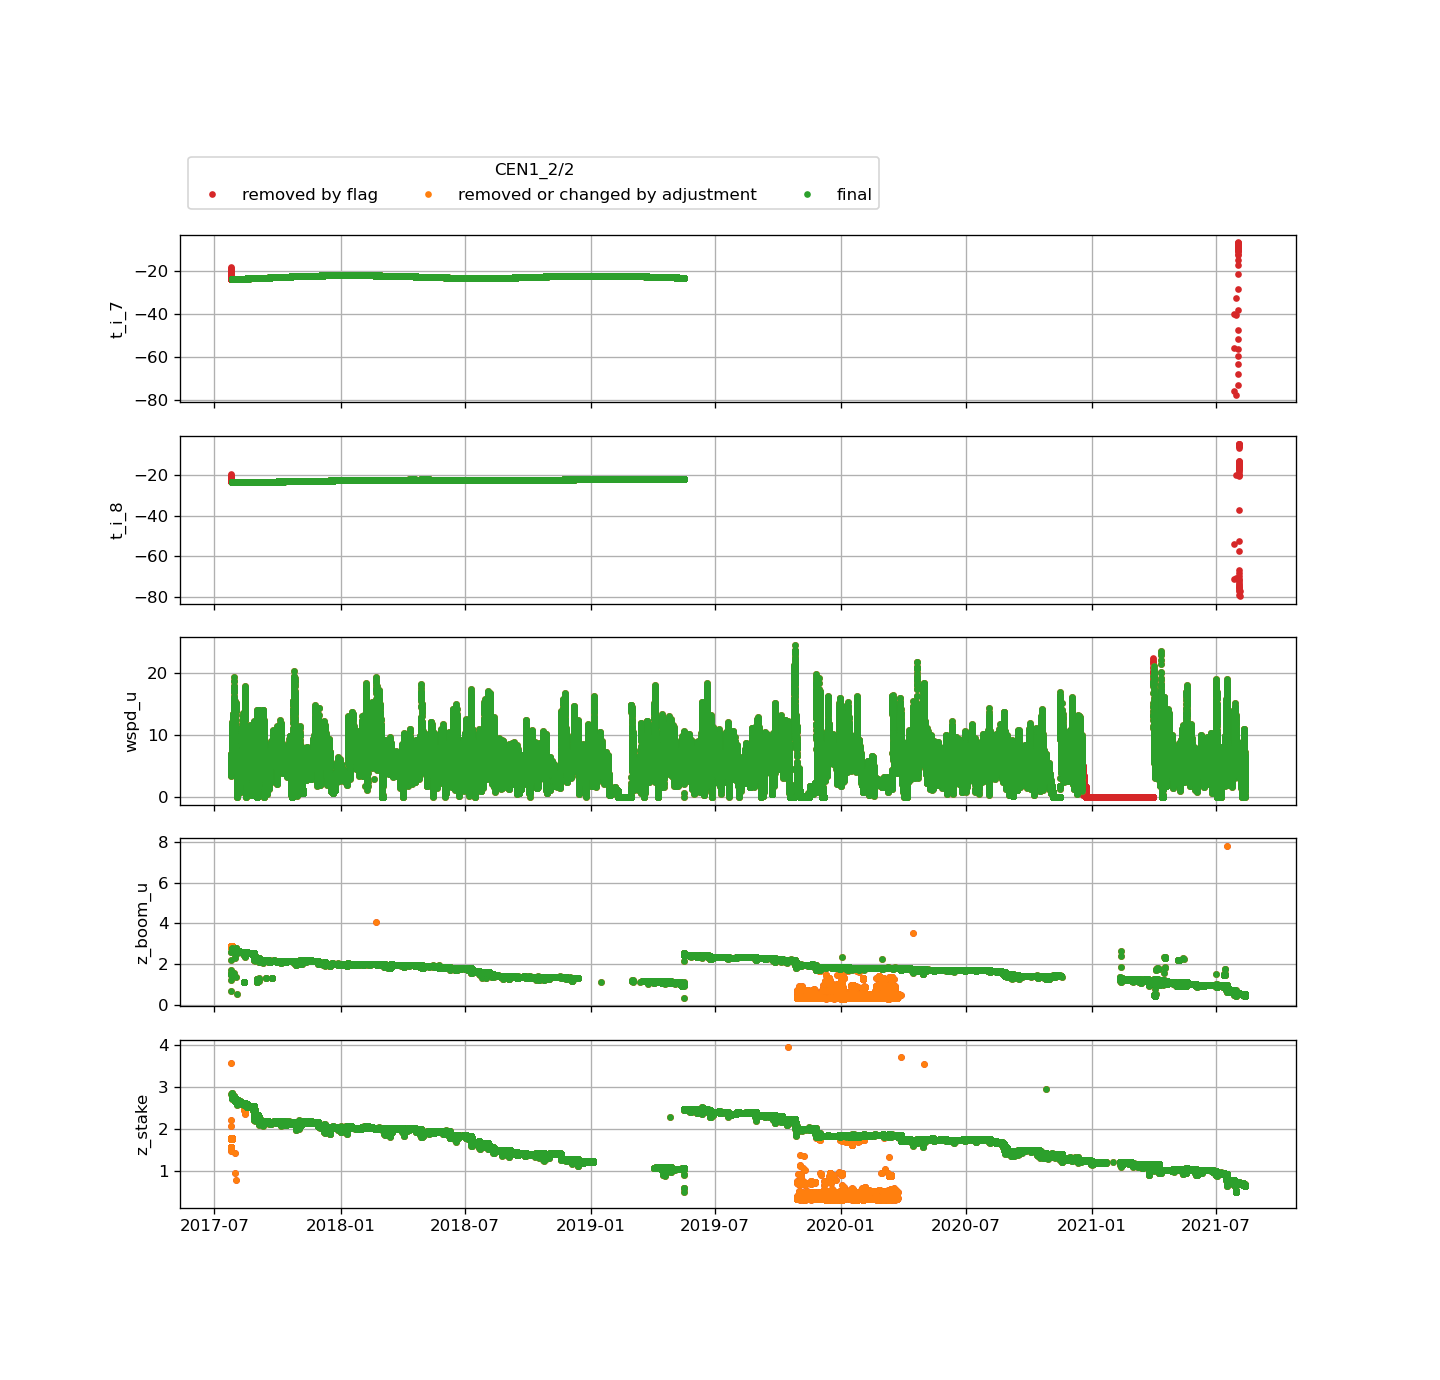 CEN1_2/2
removed by flag removed or changed by adjustment final
t_i_7
−20
−40
−60
−80
t_i_8
−20
−40
−60
−80
wspd_u
20
10
0
z_boom_u
8
6
4
2
0
z_stake
4
3
2
1
2017-07 2018-01 2018-07 2019-01 2019-07 2020-01 2020-07 2021-01 2021-07